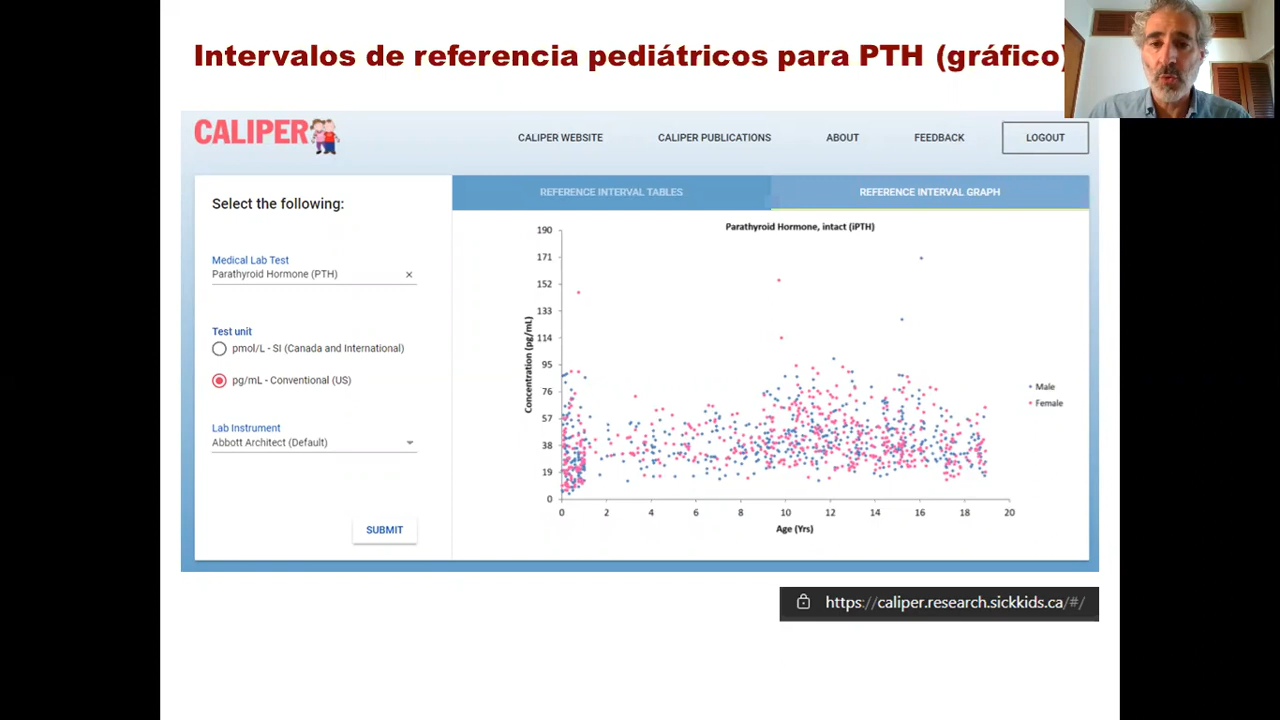 Intervalos de referencia pediátricos para PTH (gráfico)
CALIPER
CALIPER WEBSITE
CALIPER PUBLICATIONS
ABOUT
FEEDBACK
LOGOUT
Select the following:
Medical Lab Test
Parathyroid Hormone (PTH)
×
Test unit
pmol/L - SI (Canada and International)
pg/mL - Conventional (US)
Lab Instrument
Abbott Architect (Default)
SUBMIT
REFERENCE INTERVAL TABLES
REFERENCE INTERVAL GRAPH
Parathyroid Hormone, intact (iPTH)
Concentration (pg/mL)
190
171
152
133
114
95
76
57
38
19
0
0 2 4 6 8 10 12 14 16 18 20
Age (Yrs)
Male
Female
https://caliper.research.sickkids.ca/#/